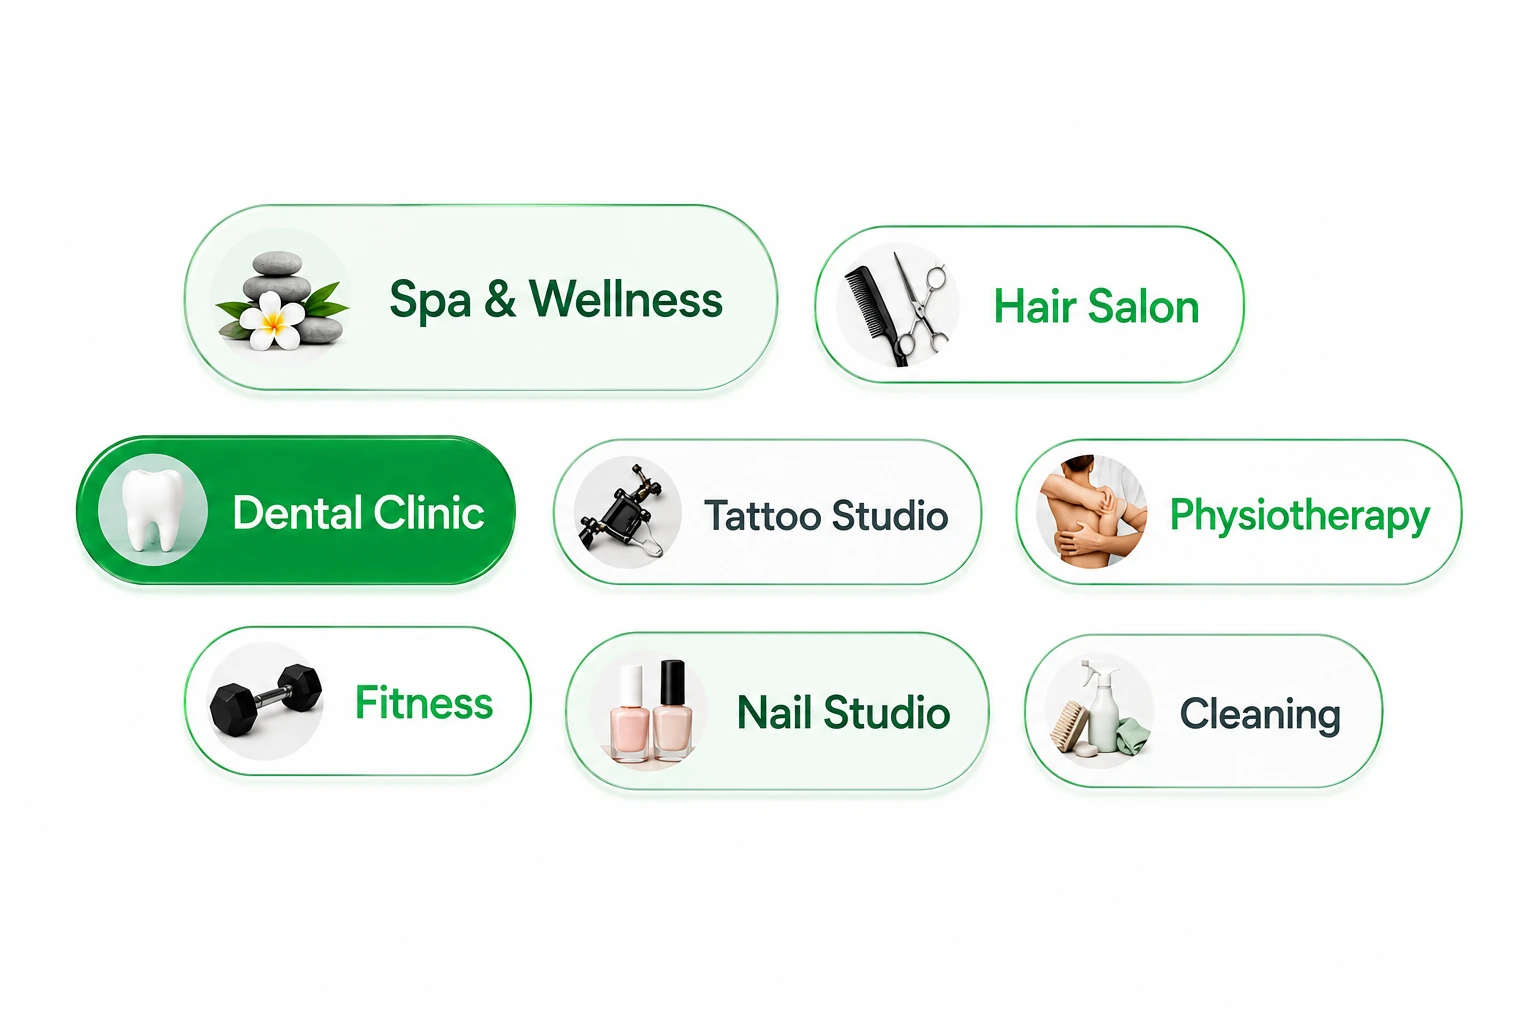 Spa & Wellness
Hair Salon
Dental Clinic
Tattoo Studio
Physiotherapy
Fitness
Nail Studio
Cleaning